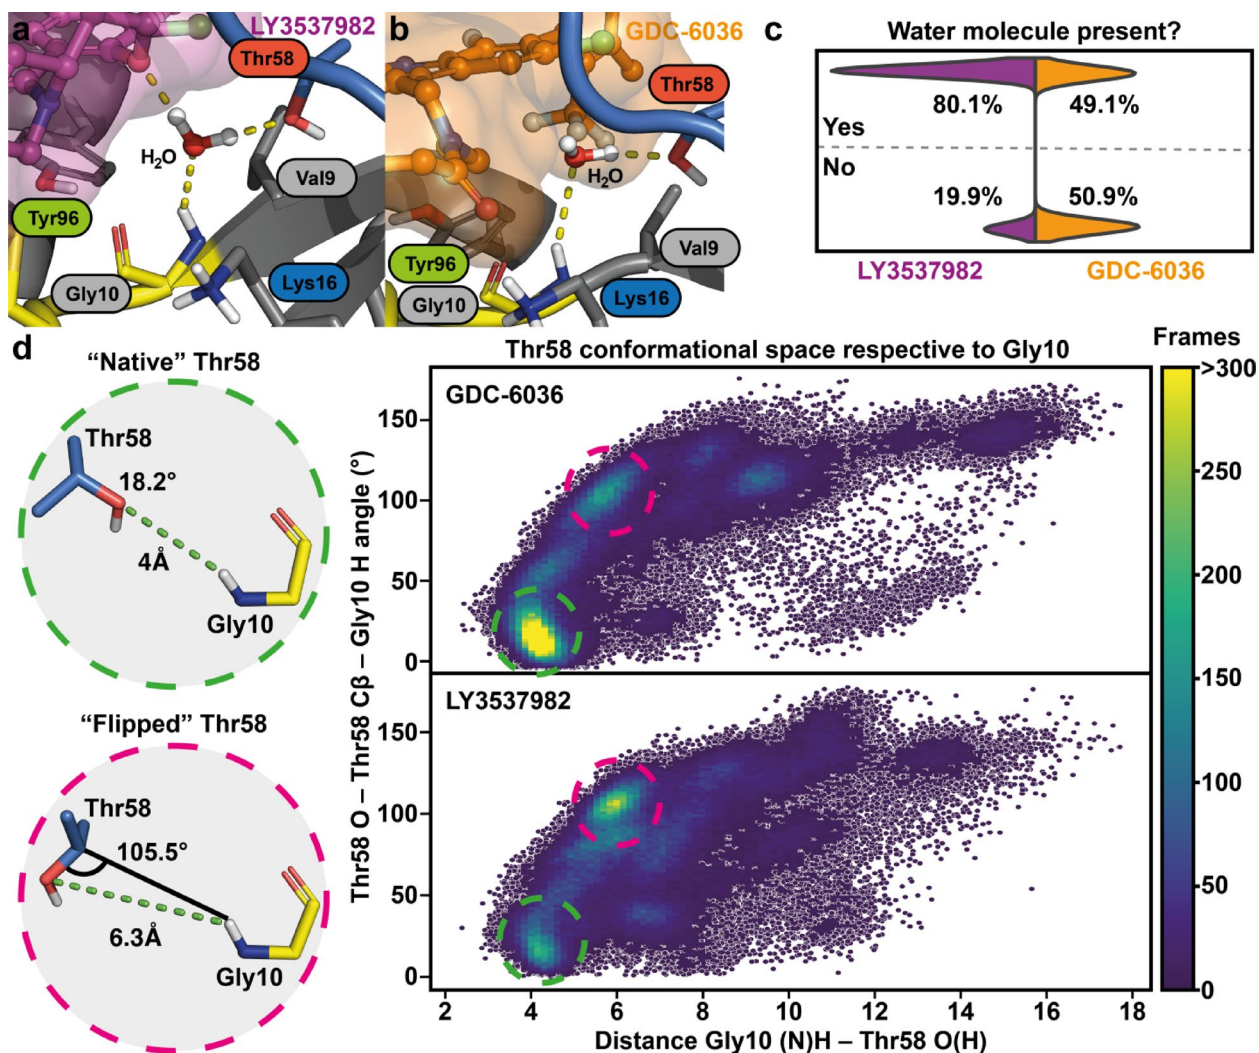 a
LY3537982
Thr58
H₂O
Val9
Tyr96
Gly10
Lys16
b
GDC-6036
Thr58
H₂O
Val9
Tyr96
Gly10
Lys16
c
Water molecule present?
80.1%
49.1%
Yes
No
19.9%
50.9%
LY3537982
GDC-6036
d
“Native” Thr58
Thr58
18.2°
4Å
Gly10
“Flipped” Thr58
Thr58
105.5°
6.3Å
Gly10
Thr58 conformational space respective to Gly10
Thr58 O – Thr58 Cβ – Gly10 H angle (°)
GDC-6036
150
100
50
0
LY3537982
150
100
50
0
2 4 6 8 10 12 14 16 18
Distance Gly10 (N)H – Thr58 O(H)
Frames
>300
250
200
150
100
50
0